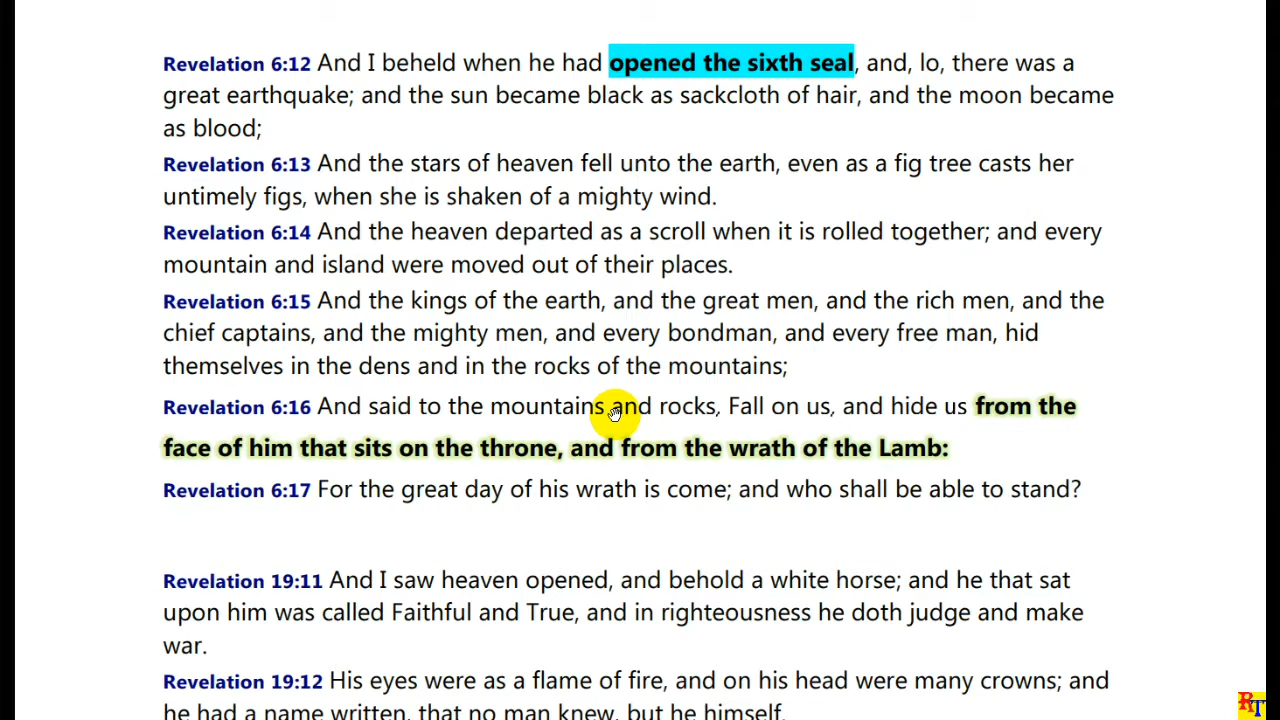 Revelation 6:12 And I beheld when he had opened the sixth seal, and, lo, there was a
great earthquake; and the sun became black as sackcloth of hair, and the moon became
as blood;
Revelation 6:13 And the stars of heaven fell unto the earth, even as a fig tree casts her
untimely figs, when she is shaken of a mighty wind.
Revelation 6:14 And the heaven departed as a scroll when it is rolled together; and every
mountain and island were moved out of their places.
Revelation 6:15 And the kings of the earth, and the great men, and the rich men, and the
chief captains, and the mighty men, and every bondman, and every free man, hid
themselves in the dens and in the rocks of the mountains;
Revelation 6:16 And said to the mountains and rocks, Fall on us, and hide us from the
face of him that sits on the throne, and from the wrath of the Lamb:
Revelation 6:17 For the great day of his wrath is come; and who shall be able to stand?
Revelation 19:11 And I saw heaven opened, and behold a white horse; and he that sat
upon him was called Faithful and True, and in righteousness he doth judge and make
war.
Revelation 19:12 His eyes were as a flame of fire, and on his head were many crowns; and
he had a name written, that no man knew, but he himself.
RT